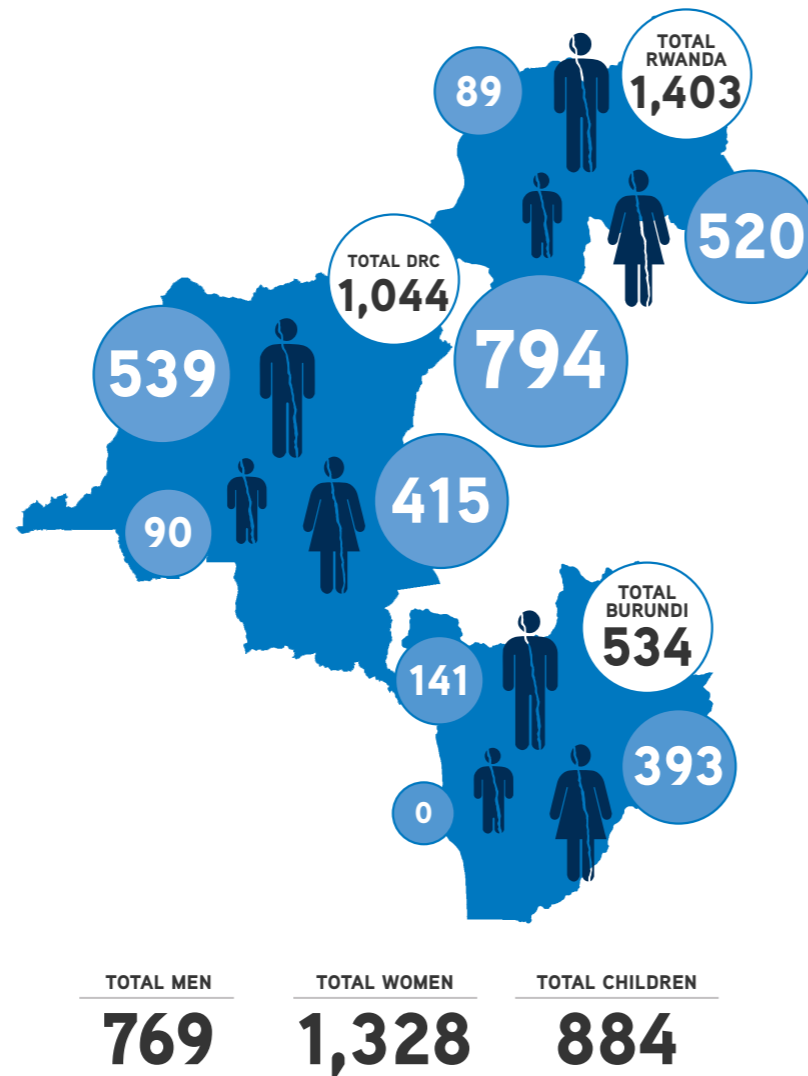 89
TOTAL
RWANDA
1,403
520
TOTAL DRC
1,044
794
539
415
90
TOTAL
BURUNDI
534
141
393
0
TOTAL MEN
769
TOTAL WOMEN
1,328
TOTAL CHILDREN
884